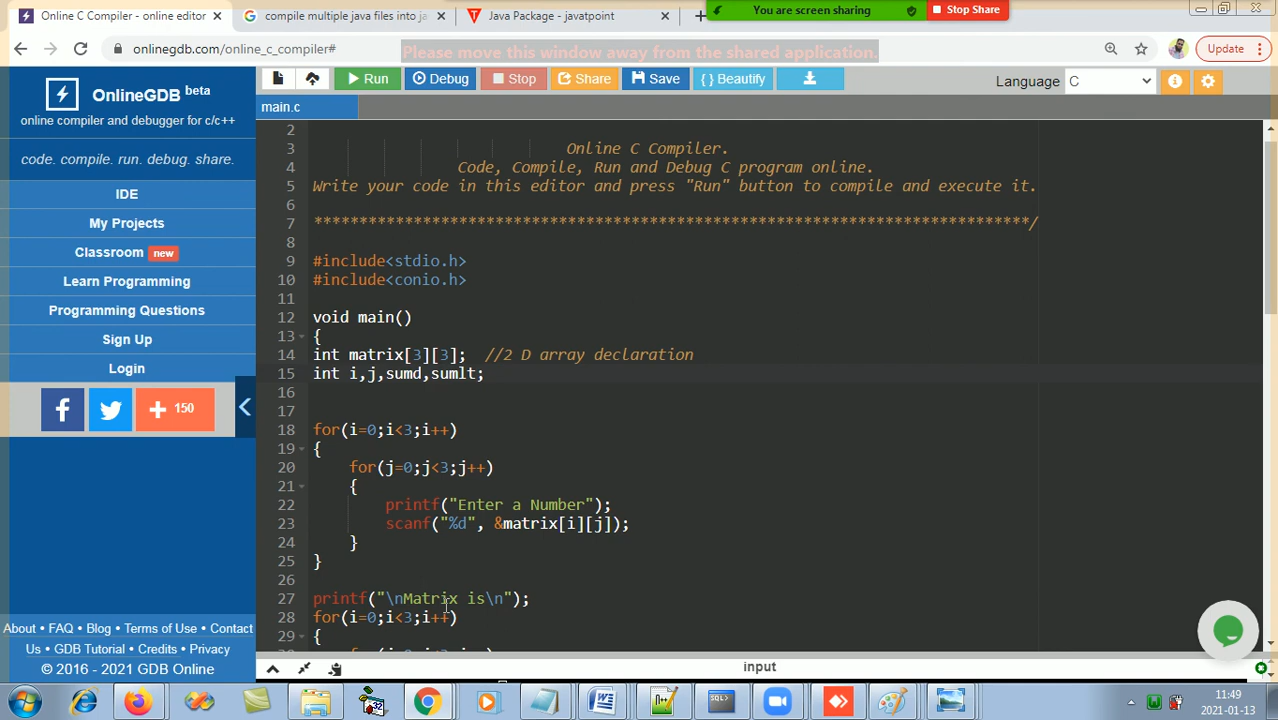 Online C Compiler - online editor
compile multiple java files into ja
Java Package - javatpoint
You are screen sharing
Stop Share
onlinegdb.com/online_c_compiler#
Please move this window away from the shared application.
Update
OnlineGDB beta
online compiler and debugger for c/c++
code. compile. run. debug. share.
IDE
My Projects
Classroom new
Learn Programming
Programming Questions
Sign Up
Login
f + 150
About • FAQ • Blog • Terms of Use • Contact
Us • GDB Tutorial • Credits • Privacy
© 2016 - 2021 GDB Online
Run Debug Stop Share Save { } Beautify
Language C
main.c
2
3 Online C Compiler.
4 Code, Compile, Run and Debug C program online.
5 Write your code in this editor and press "Run" button to compile and execute it.
6
7 *******************************************************************************/
8
9 #include<stdio.h>
10 #include<conio.h>
11
12 void main()
13 {
14 int matrix[3][3]; //2 D array declaration
15 int i,j,sumd,sumlt;
16
17
18 for(i=0;i<3;i++)
19 {
20 for(j=0;j<3;j++)
21 {
22 printf("Enter a Number");
23 scanf("%d", &matrix[i][j]);
24 }
25 }
26
27 printf("\nMatrix is\n");
28 for(i=0;i<3;i++)
29 {
input
11:49
2021-01-13